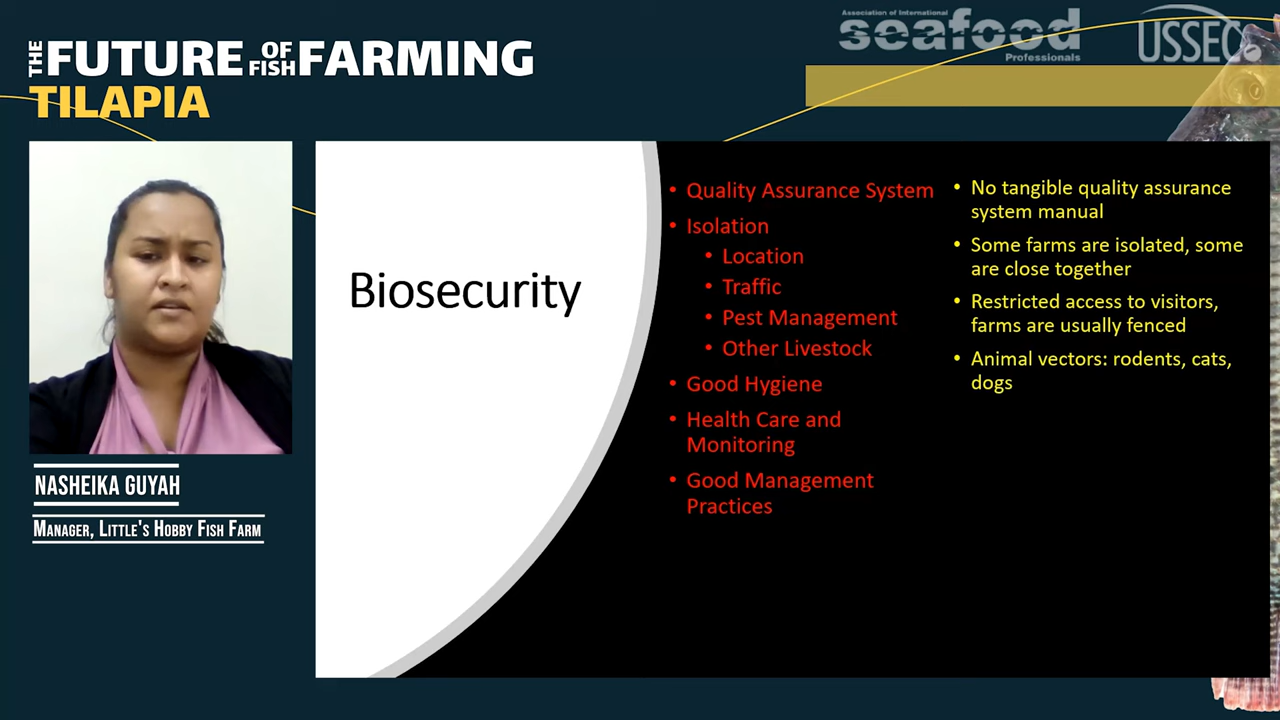 THE FUTURE OF FISH FARMING
TILAPIA
Association of International
seafood
Professionals
USSEC
NASHEIKA GUYAH
MANAGER, LITTLE'S HOBBY FISH FARM
Biosecurity
• Quality Assurance System
• Isolation
• Location
• Traffic
• Pest Management
• Other Livestock
• Good Hygiene
• Health Care and
Monitoring
• Good Management
Practices
• No tangible quality assurance
system manual
• Some farms are isolated, some
are close together
• Restricted access to visitors,
farms are usually fenced
• Animal vectors: rodents, cats,
dogs